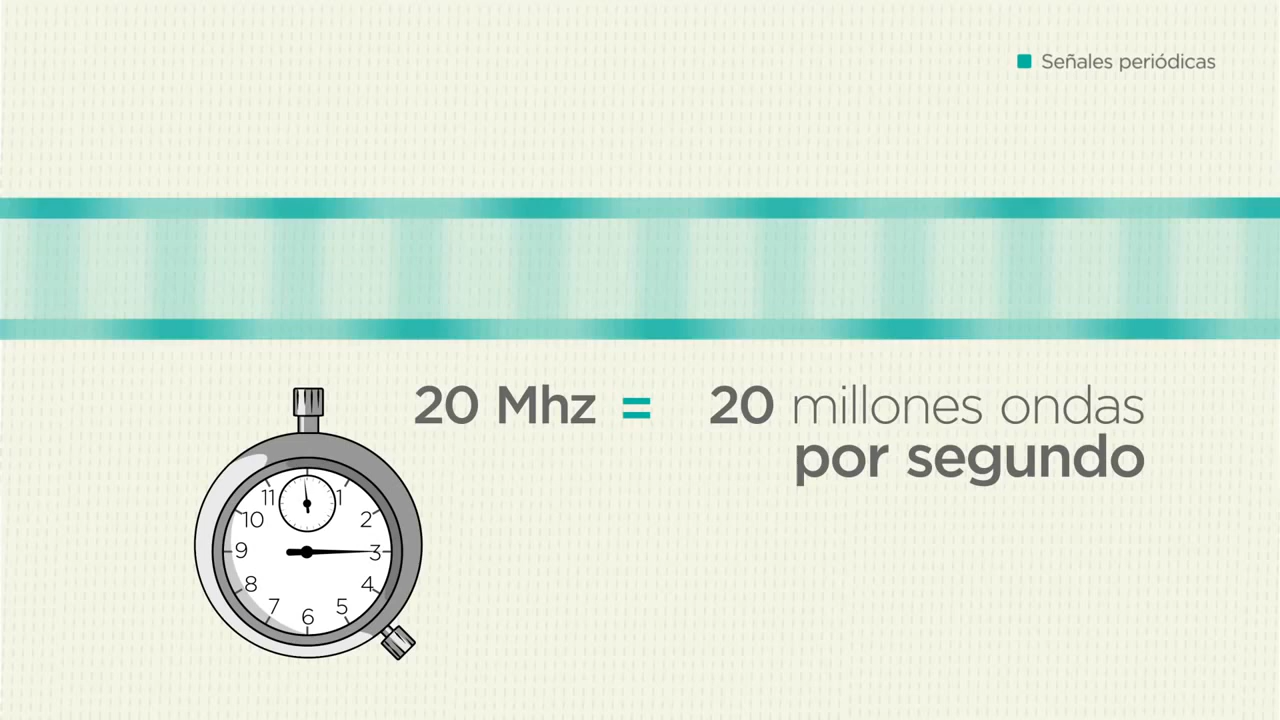 Señales periódicas
20 Mhz = 20 millones ondas
por segundo
11 1
10 2
9 3
8 4
7 5
6